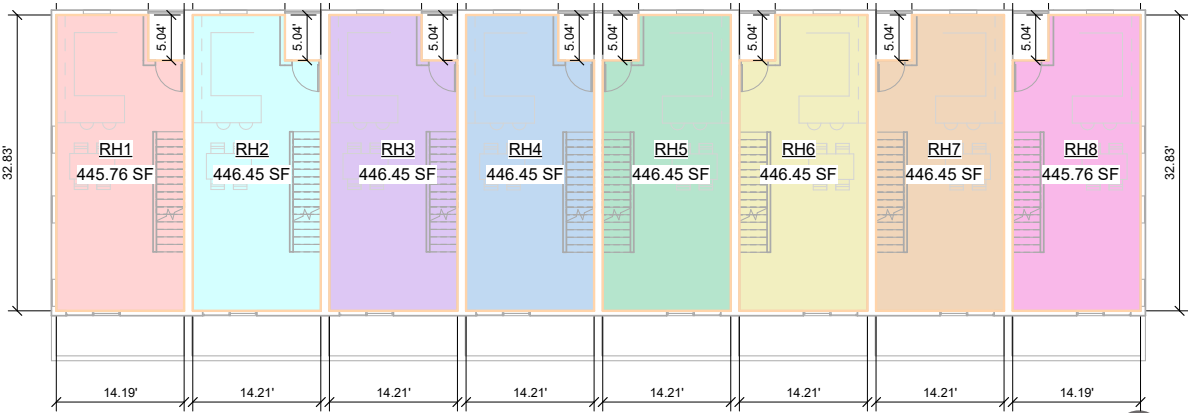 5.04' 5.04' 5.04' 5.04' 5.04' 5.04' 5.04' 5.04'
32.83' 32.83'
RH1 RH2 RH3 RH4 RH5 RH6 RH7 RH8
445.76 SF 446.45 SF 446.45 SF 446.45 SF 446.45 SF 446.45 SF 446.45 SF 445.76 SF
14.19' 14.21' 14.21' 14.21' 14.21' 14.21' 14.21' 14.19'